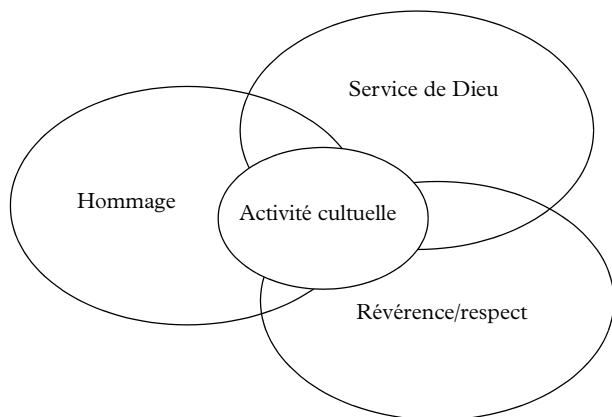 Service de Dieu
Hommage
Activité cultuelle
Révérence/respect